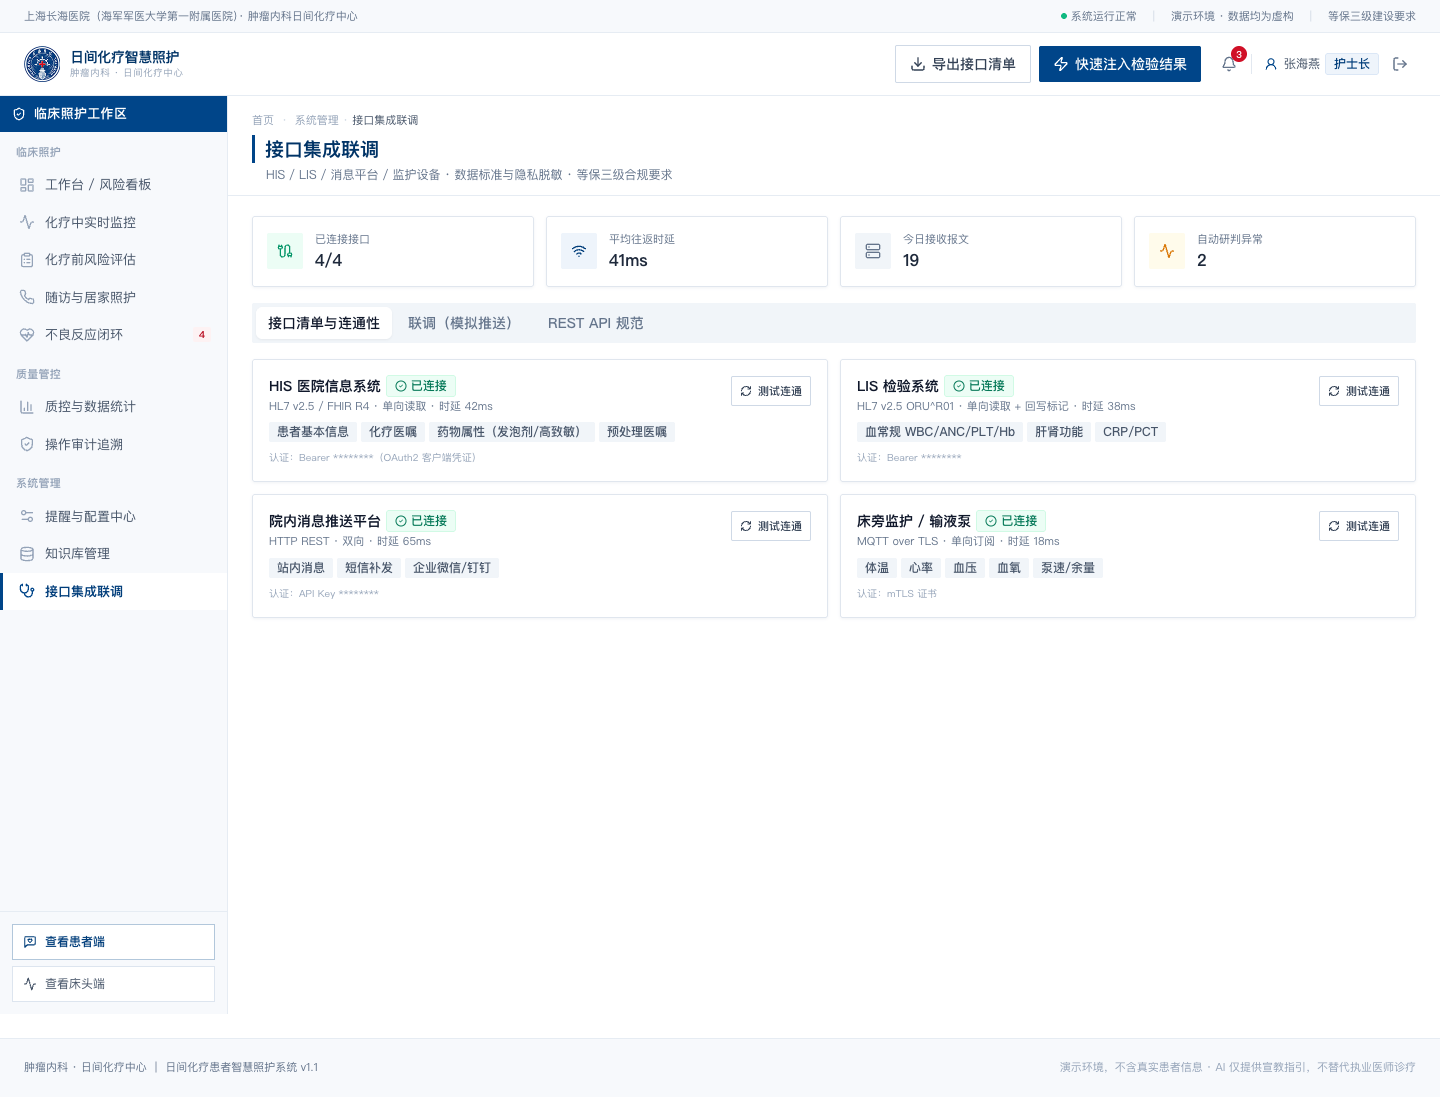 上海长海医院（海军军医大学第一附属医院）· 肿瘤内科日间化疗中心
系统运行正常 | 演示环境 · 数据均为虚构 | 等保三级建设要求
日间化疗智慧照护
肿瘤内科 · 日间化疗中心
导出接口清单
快速注入检验结果
3
张海燕 护士长
临床照护工作区
临床照护
工作台 / 风险看板
化疗中实时监控
化疗前风险评估
随访与居家照护
不良反应闭环 4
质量管控
质控与数据统计
操作审计追溯
系统管理
提醒与配置中心
知识库管理
接口集成联调
查看患者端
查看床头端
首页 · 系统管理 · 接口集成联调
接口集成联调
HIS / LIS / 消息平台 / 监护设备 · 数据标准与隐私脱敏 · 等保三级合规要求
已连接接口
4/4
平均往返时延
41ms
今日接收报文
19
自动研判异常
2
接口清单与连通性 联调（模拟推送） REST API 规范
HIS 医院信息系统 已连接 测试连通
HL7 v2.5 / FHIR R4 · 单向读取 · 时延 42ms
患者基本信息 化疗医嘱 药物属性（发泡剂/高致敏） 预处理医嘱
认证：Bearer ********（OAuth2 客户端凭证）
LIS 检验系统 已连接 测试连通
HL7 v2.5 ORU^R01 · 单向读取 + 回写标记 · 时延 38ms
血常规 WBC/ANC/PLT/Hb 肝肾功能 CRP/PCT
认证：Bearer ********
院内消息推送平台 已连接 测试连通
HTTP REST · 双向 · 时延 65ms
站内消息 短信补发 企业微信/钉钉
认证：API Key ********
床旁监护 / 输液泵 已连接 测试连通
MQTT over TLS · 单向订阅 · 时延 18ms
体温 心率 血压 血氧 泵速/余量
认证：mTLS 证书
肿瘤内科 · 日间化疗中心 | 日间化疗患者智慧照护系统 v1.1
演示环境，不含真实患者信息 · AI 仅提供宣教指引，不替代执业医师诊疗